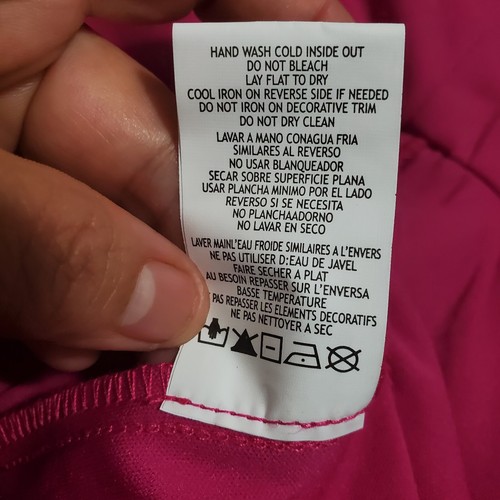 HAND WASH COLD INSIDE OUT
DO NOT BLEACH
LAY FLAT TO DRY
COOL IRON ON REVERSE SIDE IF NEEDED
DO NOT IRON ON DECORATIVE TRIM
DO NOT DRY CLEAN
LAVAR A MANO CONAGUA FRIA
SIMILARES AL REVERSO
NO USAR BLANQUEADOR
SECAR SOBRE SUPERFICIE PLANA
USAR PLANCHA MINIMO POR EL LADO
REVERSO SI SE NECESITA
NO PLANCHAADORNO
NO LAVAR EN SECO
LAVER MAINL'EAU FROIDE SIMILAIRES A L'ENVERS
NE PAS UTILISER D:EAU DE JAVEL
FAIRE SECHER A PLAT
AU BESOIN REPASSER SUR L'ENVERSA
BASSE TEMPERATURE
PAS REPASSER LES ELEMENTS DECORATIFS
NE PAS NETTOYER A SEC